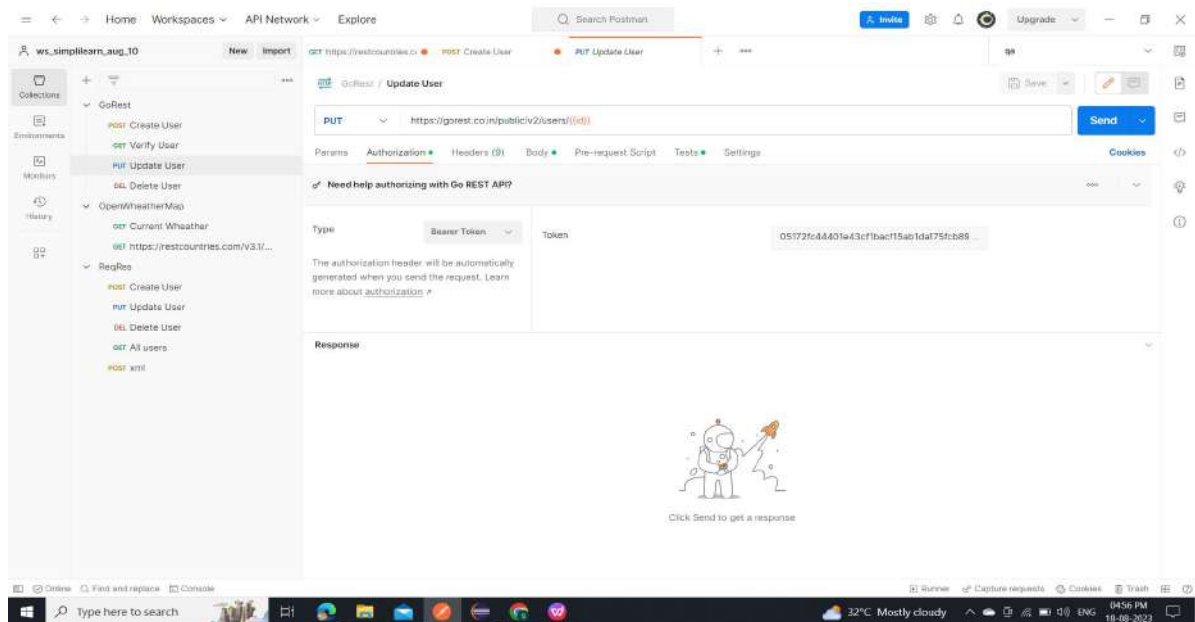 Home Workspaces API Network Explore Search Postman Invite Upgrade
ws_simplilearn_aug_10 New Import GET https://restcountries.c POST Create User PUT Update User qa
Collections
Environments
Monitors
History
GoRest
POST Create User
GET Verify User
PUT Update User
DEL Delete User
OpenWheatherMap
GET Current Wheather
GET https://restcountries.com/v3.1/...
ReqRes
POST Create User
PUT Update User
DEL Delete User
GET All users
POST xml
GoRest / Update User Save
PUT https://gorest.co.in/public/v2/users/{{id}} Send
Params Authorization Headers (9) Body Pre-request Script Tests Settings Cookies
Need help authorizing with Go REST API?
Type Bearer Token Token
The authorization header will be automatically
generated when you send the request. Learn
more about authorization
Response
Click Send to get a response
Online Find and replace Console Runner Capture requests Cookies Trash
Type here to search 32°C Mostly cloudy ENG 04:56 PM
18-08-2023